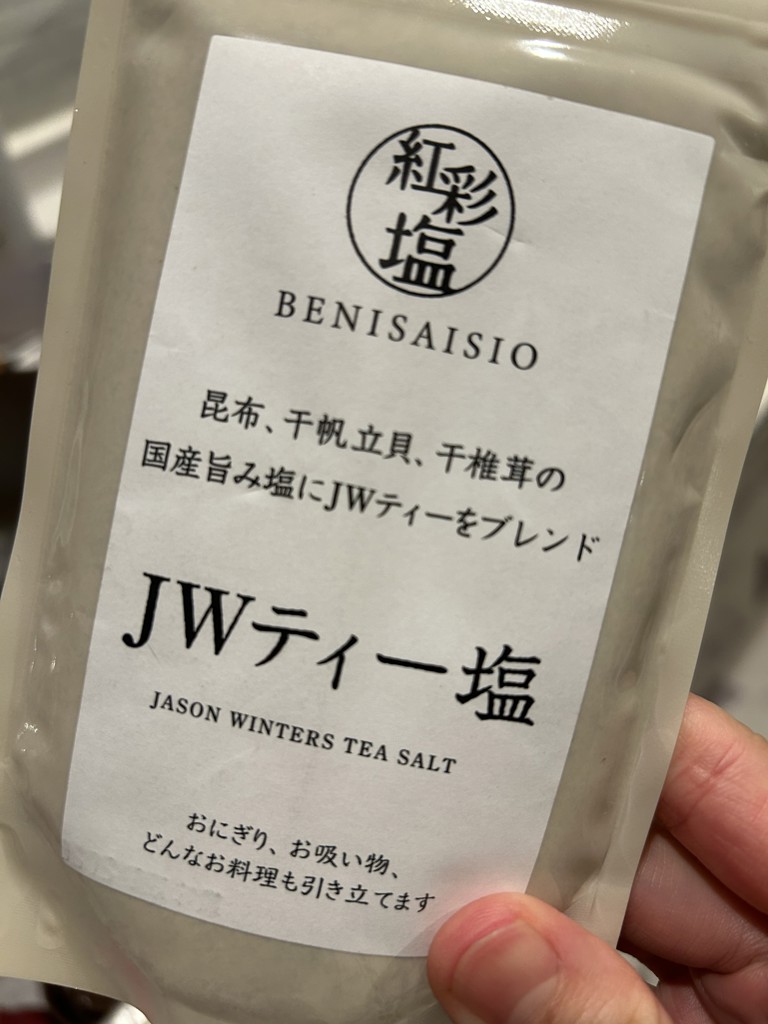 紅彩
塩
BENISAISIO
昆布、干帆立貝、干椎茸の
国産旨み塩にJWティーをブレンド
JWティー塩
JASON WINTERS TEA SALT
おにぎり、お吸い物、
どんなお料理も引き立てます